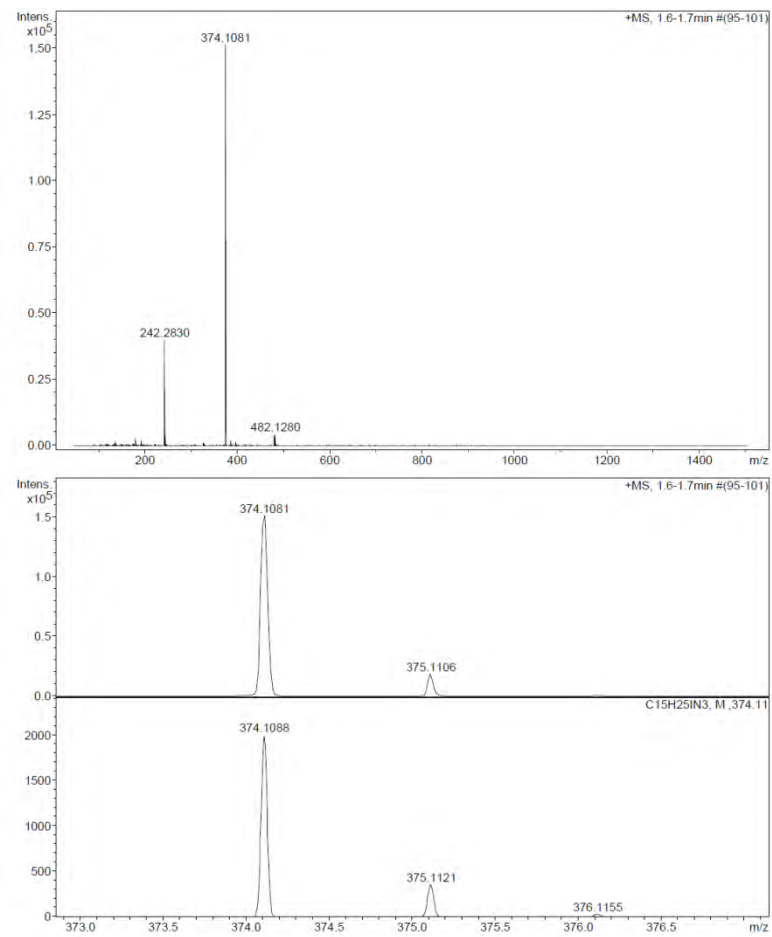 Intens.
x10⁵
+MS, 1.6-1.7min #(95-101)
374.1081
1.50
1.25
1.00
0.75
0.50
242.2830
0.25
482.1280
0.00
200 400 600 800 1000 1200 1400 m/z
Intens.
x10⁵
+MS, 1.6-1.7min #(95-101)
374.1081
1.5
1.0
0.5
375.1106
0.0
C15H25IN3, M ,374.11
374.1088
2000
1500
1000
500
375.1121
376.1155
0
373.0 373.5 374.0 374.5 375.0 375.5 376.0 376.5 m/z